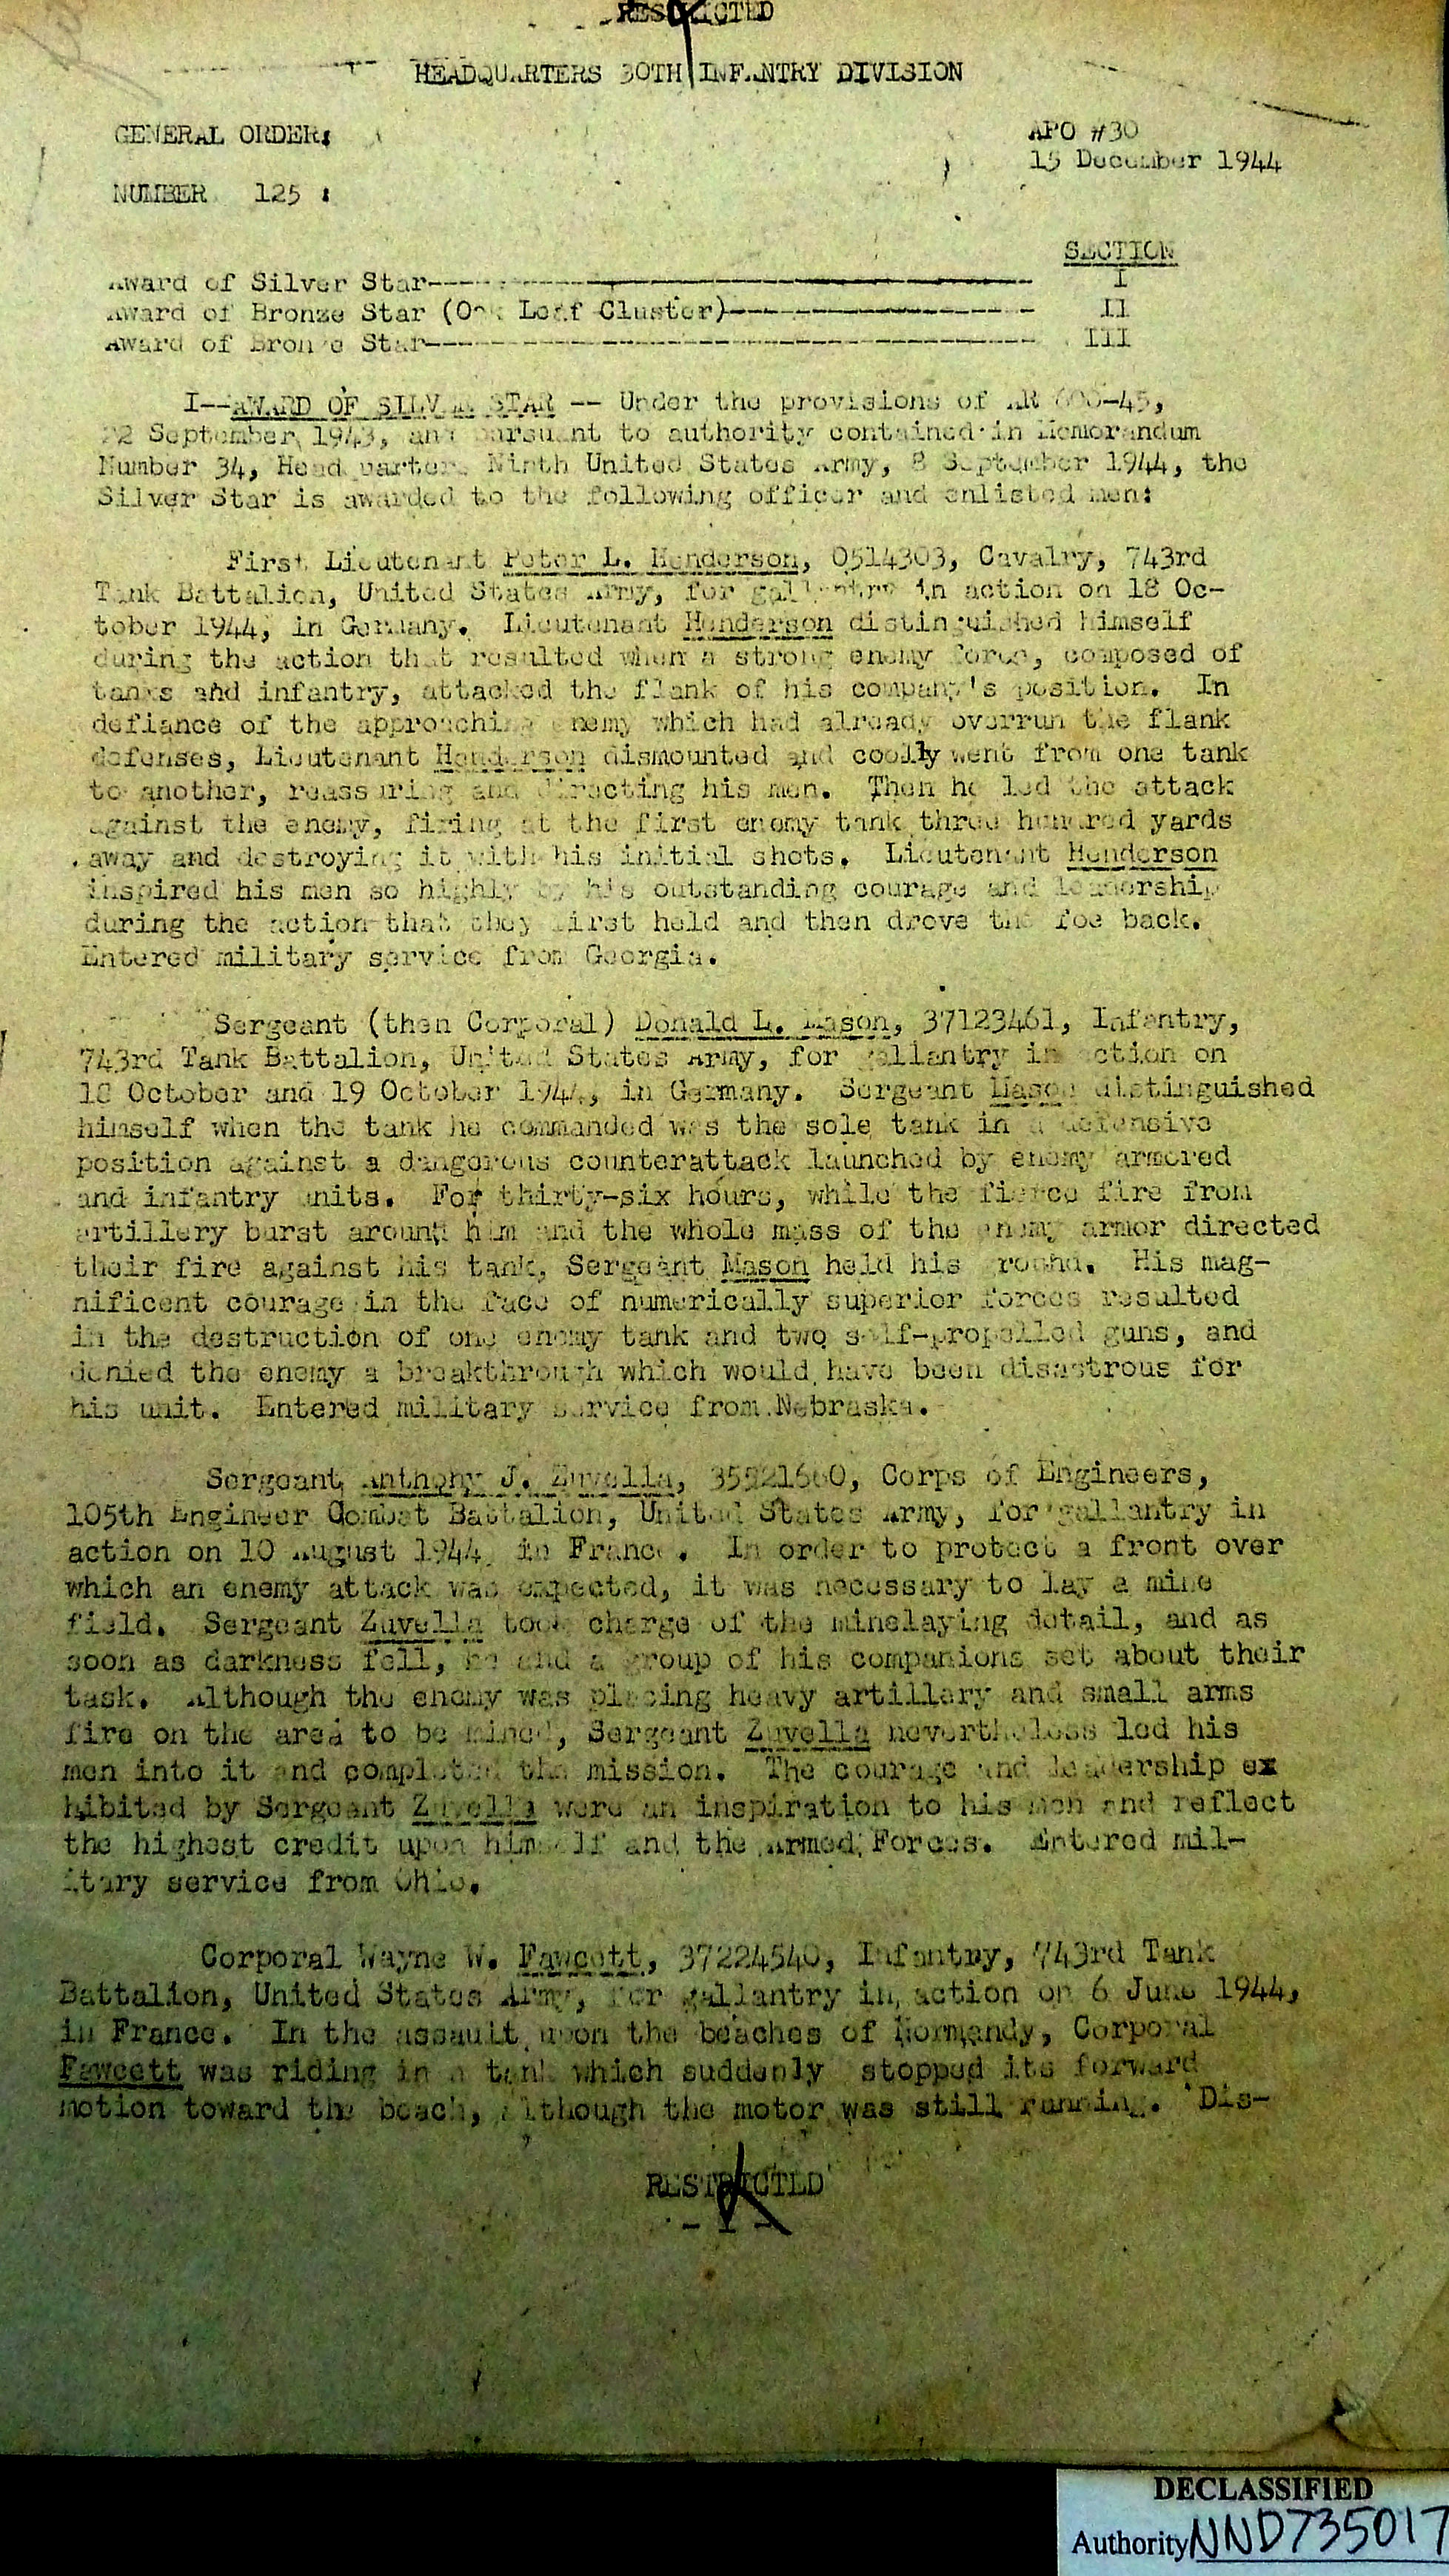 RESTRICTED
HEADQUARTERS 30TH INFANTRY DIVISION
GENERAL ORDER:
APO #30
15 December 1944
NUMBER 125 :
SECTION
Award of Silver Star I
Award of Bronze Star (Oak Leaf Cluster) II
Award of Bronze Star III
I--AWARD OF SILVER STAR -- Under the provisions of AR 600-45,
22 September 1943, and pursuant to authority contained in Memorandum
Number 34, Headquarters Ninth United States Army, 8 September 1944, the
Silver Star is awarded to the following officer and enlisted men:
First Lieutenant Peter L. Henderson, O514303, Cavalry, 743rd
Tank Battalion, United States Army, for gallantry in action on 18 Oc-
tober 1944, in Germany. Lieutenant Henderson distinguished himself
during the action that resulted when a strong enemy force, composed of
tanks and infantry, attacked the flank of his company's position. In
defiance of the approaching enemy which had already overrun the flank
defenses, Lieutenant Henderson dismounted and coolly went from one tank
to another, reassuring and directing his men. Then he led the attack
against the enemy, firing at the first enemy tank three hundred yards
away and destroying it with his initial shots. Lieutenant Henderson
inspired his men so highly by his outstanding courage and leadership
during the action that they first held and then drove the foe back.
Entered military service from Georgia.
Sergeant (then Corporal) Donald L. Mason, 37123461, Infantry,
743rd Tank Battalion, United States Army, for gallantry in action on
18 October and 19 October 1944, in Germany. Sergeant Mason distinguished
himself when the tank he commanded was the sole tank in a defensive
position against a dangerous counterattack launched by enemy armored
and infantry units. For thirty-six hours, while the fierce fire from
artillery burst around him and the whole mass of the enemy armor directed
their fire against his tank, Sergeant Mason held his ground. His mag-
nificent courage in the face of numerically superior forces resulted
in the destruction of one enemy tank and two self-propelled guns, and
denied the enemy a breakthrough which would have been disastrous for
his unit. Entered military service from Nebraska.
Sergeant Anthony J. Zuvella, Corps of Engineers,
105th Engineer Combat Battalion, United States Army, for gallantry in
action on 10 August 1944, in France. In order to protect a front over
which an enemy attack was expected, it was necessary to lay a mine
field. Sergeant Zuvella took charge of the minelaying detail, and as
soon as darkness fell, he and a group of his companions set about their
task. Although the enemy was placing heavy artillery and small arms
fire on the area to be mined, Sergeant Zuvella nevertheless led his
men into it and completed the mission. The courage and leadership ex
hibited by Sergeant Zuvella were an inspiration to his men and reflect
the highest credit upon himself and the Armed Forces. Entered mil-
itary service from Ohio.
Corporal Wayne W. Fawcett, 37224540, Infantry, 743rd Tank
Battalion, United States Army, for gallantry in action on 6 June 1944,
in France. In the assault upon the beaches of Normandy, Corporal
Fawcett was riding in a tank which suddenly stopped its forward
motion toward the beach, although the motor was still running. Dis-
RESTRICTED
- 1 -
DECLASSIFIED
Authority NND735017